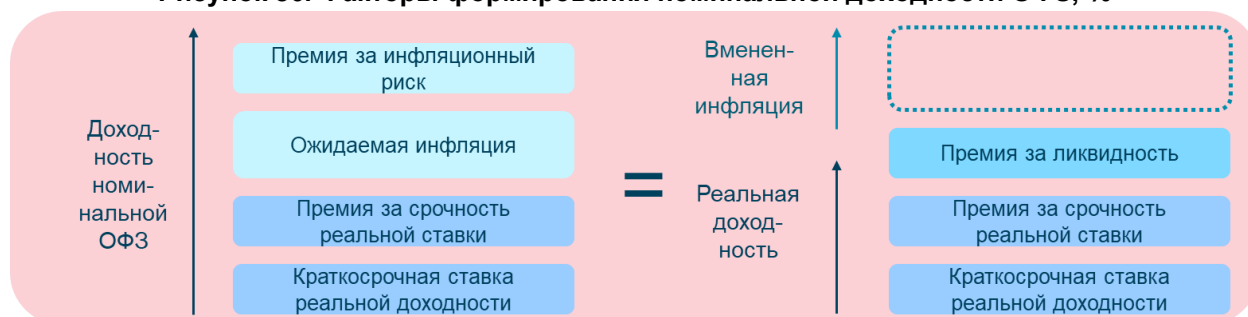 Доход-
ность
номи-
нальной
ОФЗ
Премия за инфляционный
риск
Ожидаемая инфляция
Премия за срочность
реальной ставки
Краткосрочная ставка
реальной доходности
=
Вменен-
ная
инфляция
Реальная
доход-
ность
Премия за ликвидность
Премия за срочность
реальной ставки
Краткосрочная ставка
реальной доходности